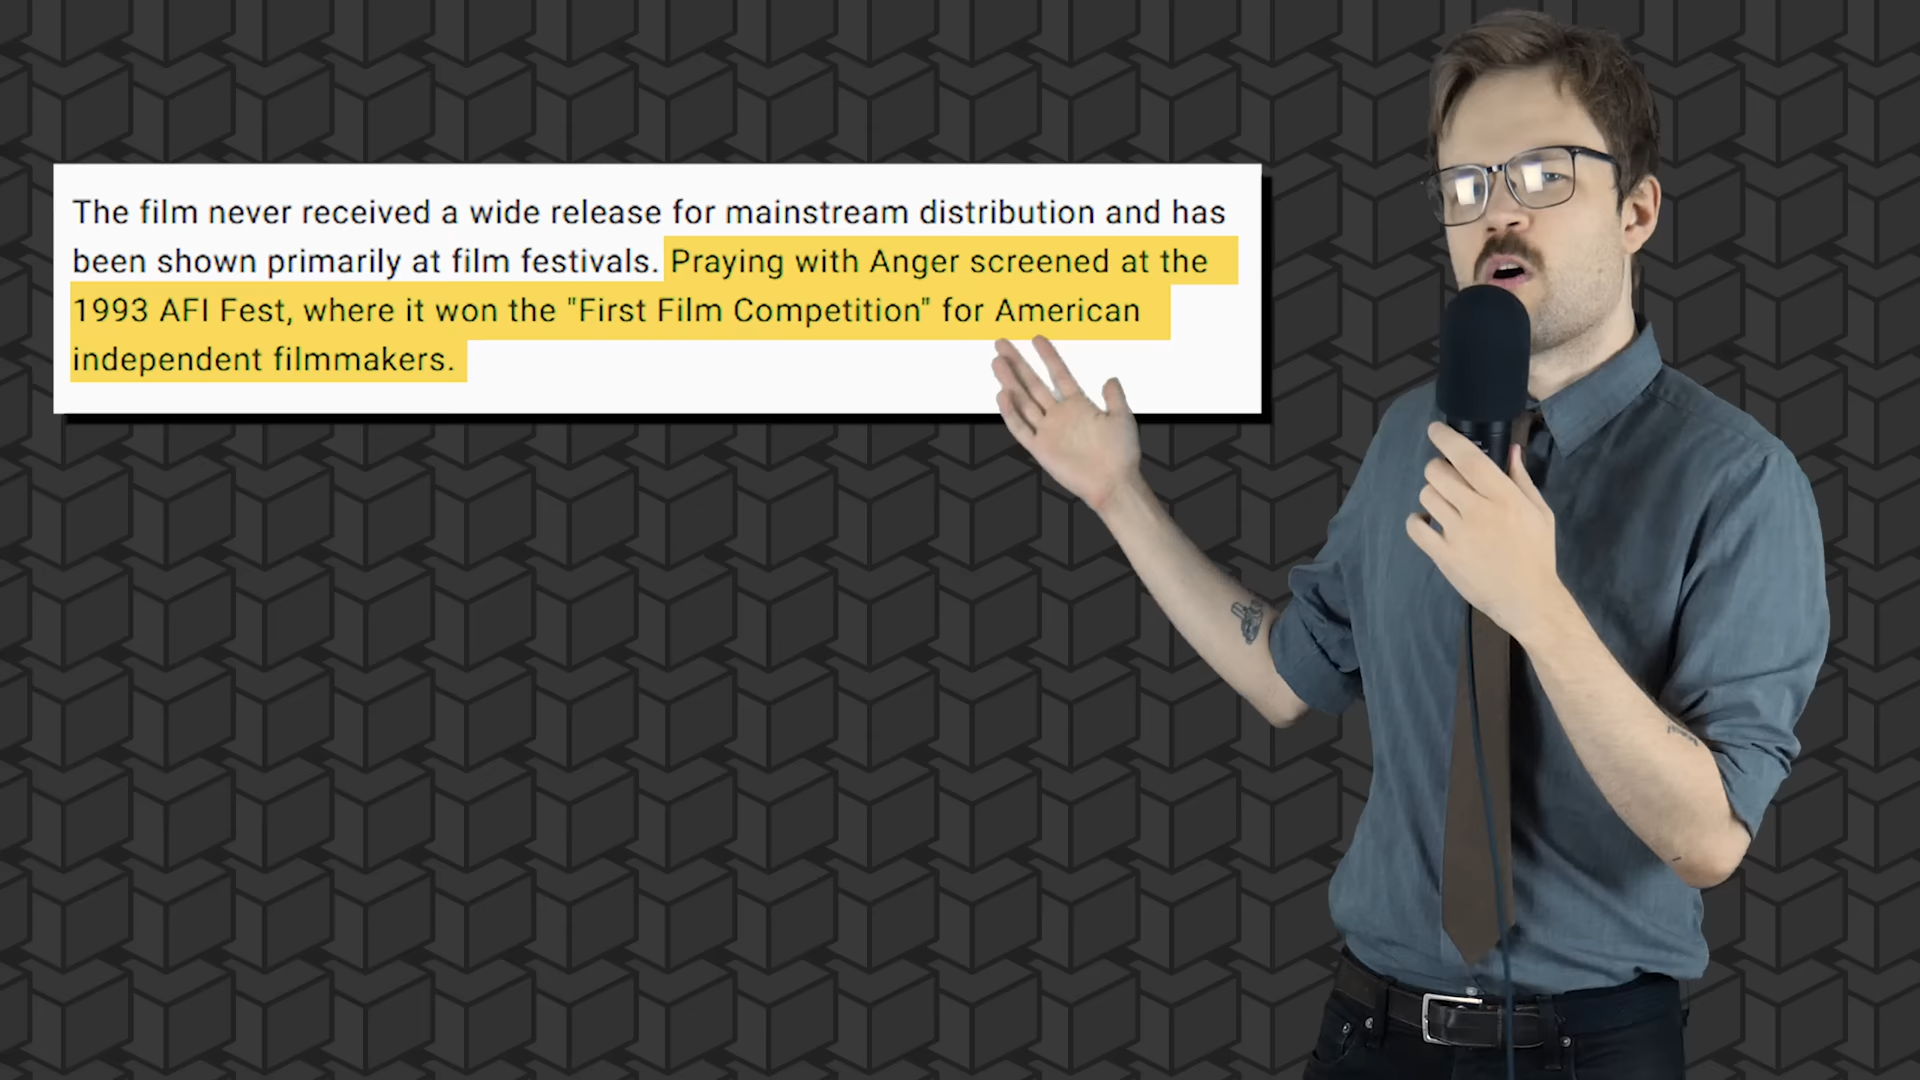 The film never received a wide release for mainstream distribution and has
been shown primarily at film festivals. Praying with Anger screened at the
1993 AFI Fest, where it won the "First Film Competition" for American
independent filmmakers.